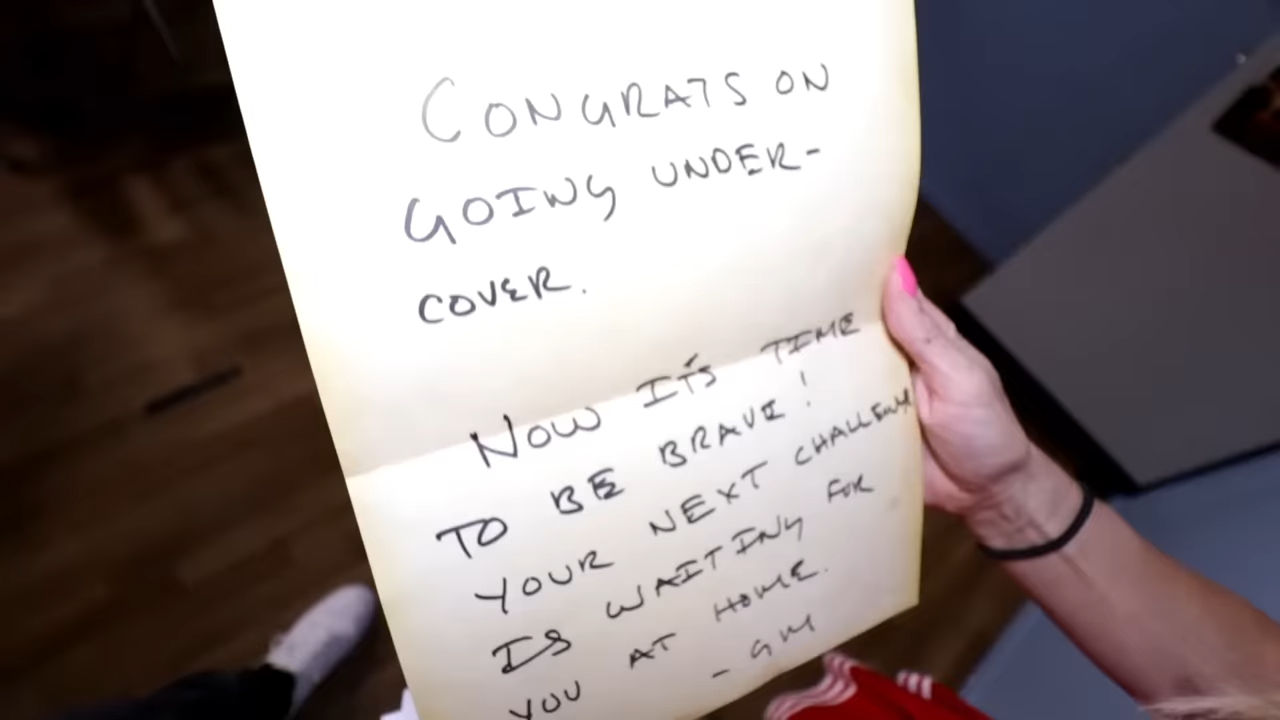 CONGRATS ON
GOING UNDER-
COVER.
NOW IT'S TIME
TO BE BRAVE!
YOUR NEXT CHALLENGE
IS WAITING FOR
YOU AT HOME.
- GM